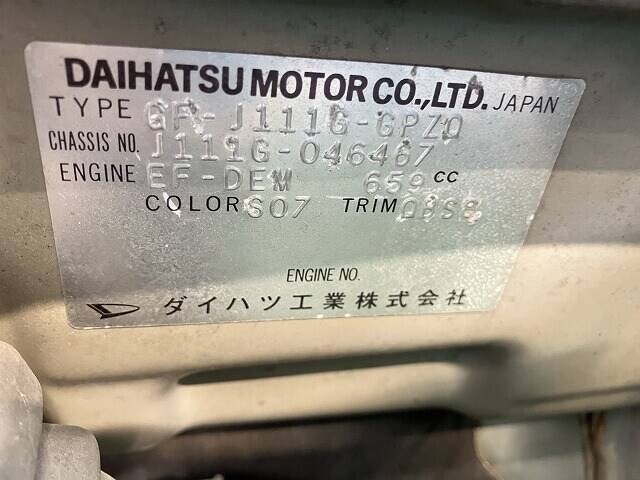 DAIHATSU MOTOR CO.,LTD. JAPAN
TYPE GF-J111G-GPZQ
CHASSIS NO. J111G-046467
ENGINE EF-DEM 659 CC
COLOR S07 TRIM
ENGINE NO.
ダイハツ工業株式会社